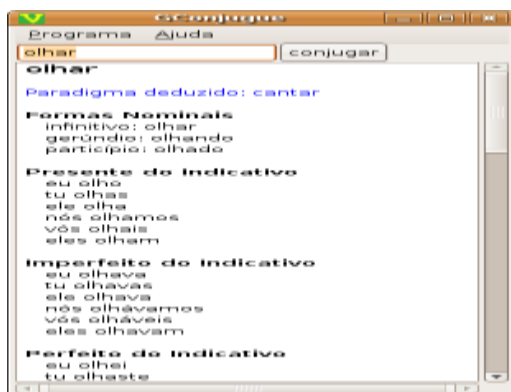 GConjugue
Programa Ajuda
olhar conjugar
olhar
Paradigma deduzido: cantar
Formas Nominais
infinitivo: olhar
gerúndio: olhando
particípio: olhado
Presente do Indicativo
eu olho
tu olhas
ele olha
nós olhamos
vós olhais
eles olham
Imperfeito do Indicativo
eu olhava
tu olhavas
ele olhava
nós olhávamos
vós olháveis
eles olhavam
Perfeito do Indicativo
eu olhei
tu olhaste